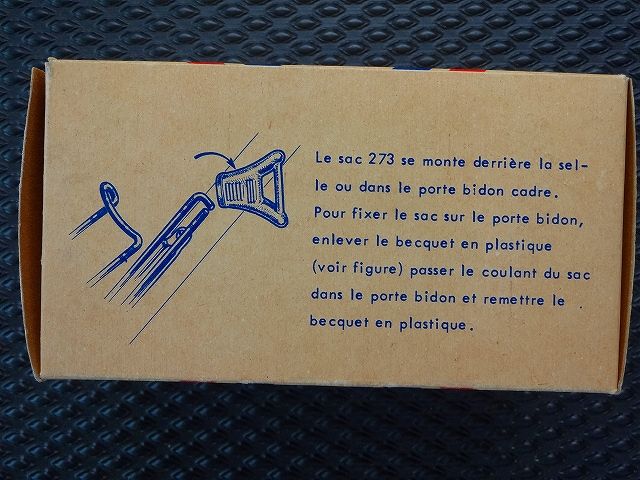 Le sac 273 se monte derrière la sel-
le ou dans le porte bidon cadre.
Pour fixer le sac sur le porte bidon,
enlever le becquet en plastique
(voir figure) passer le coulant du sac
dans le porte bidon et remettre le
becquet en plastique.